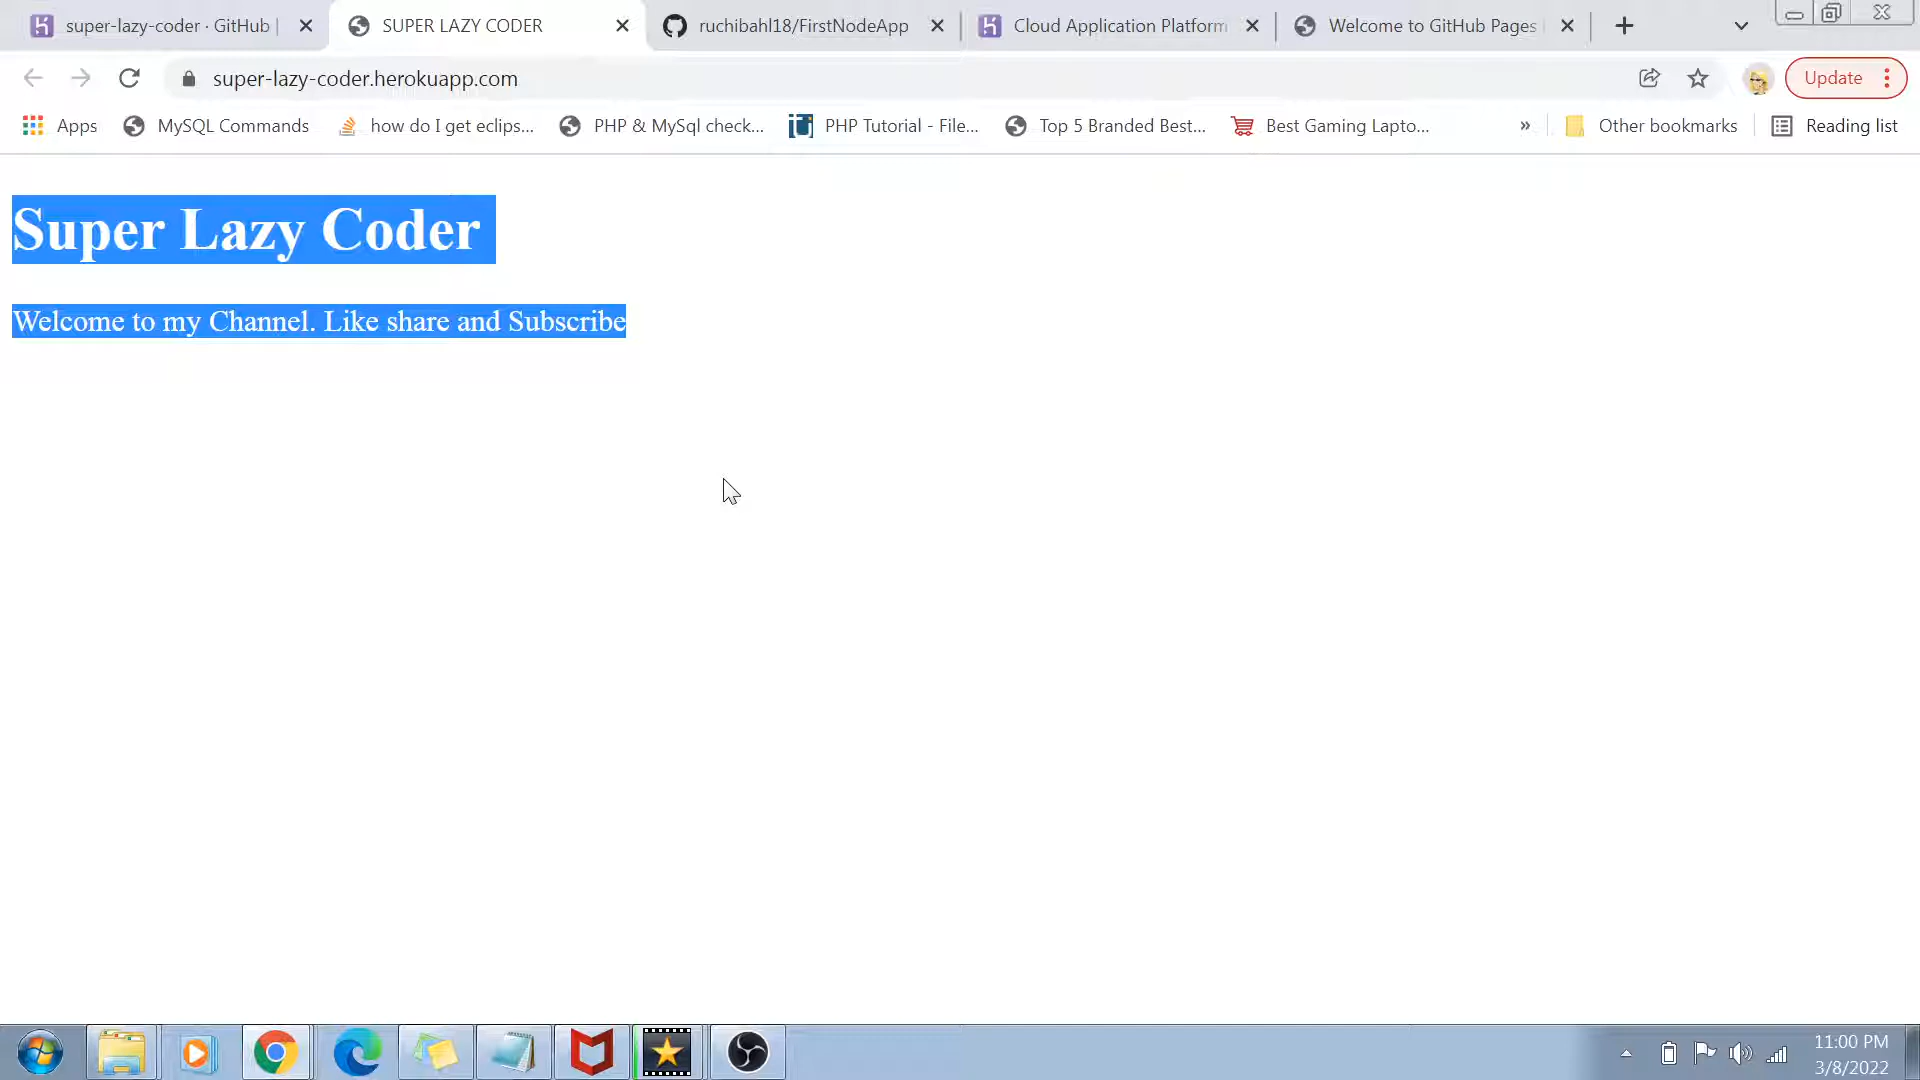 super-lazy-coder · GitHub |
SUPER LAZY CODER
ruchibahl18/FirstNodeApp
Cloud Application Platform
Welcome to GitHub Pages
super-lazy-coder.herokuapp.com
Update
Apps
MySQL Commands
how do I get eclips...
PHP & MySql check...
PHP Tutorial - File...
Top 5 Branded Best...
Best Gaming Lapto...
»
Other bookmarks
Reading list
Super Lazy Coder
Welcome to my Channel. Like share and Subscribe
11:00 PM
3/8/2022